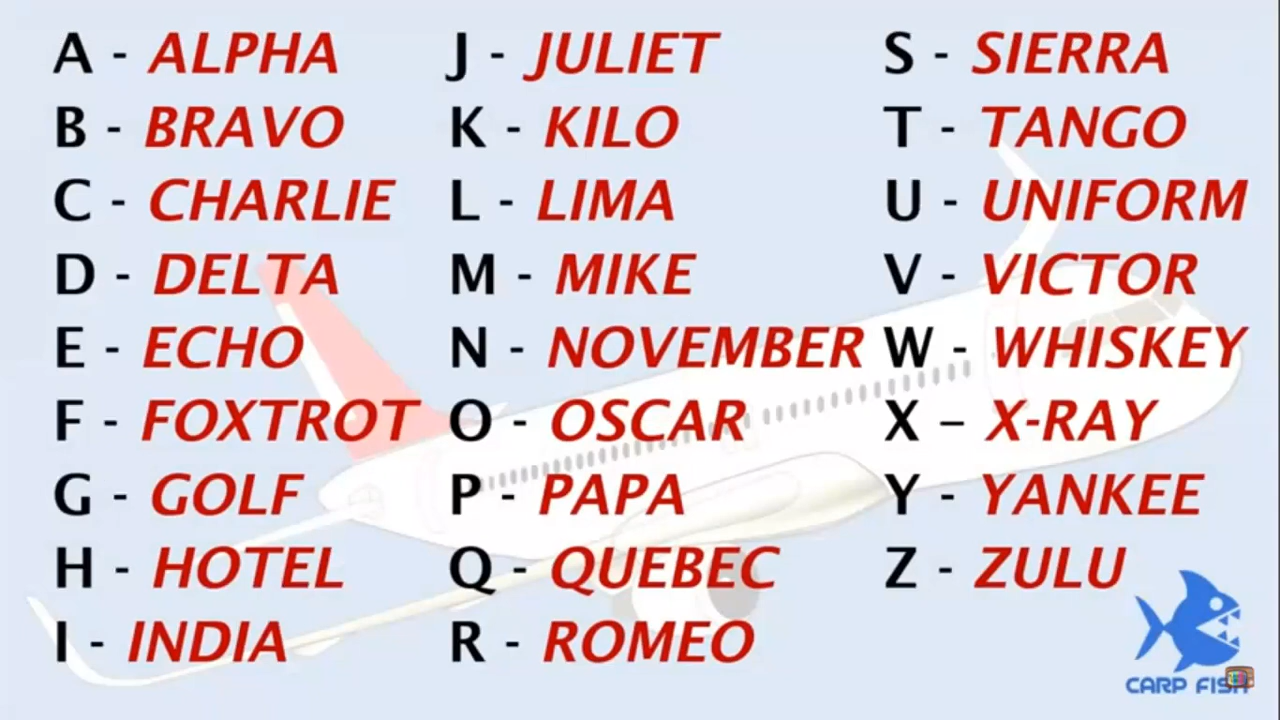 A - ALPHA
B - BRAVO
C - CHARLIE
D - DELTA
E - ECHO
F - FOXTROT
G - GOLF
H - HOTEL
I - INDIA
J - JULIET
K - KILO
L - LIMA
M - MIKE
N - NOVEMBER
O - OSCAR
P - PAPA
Q - QUEBEC
R - ROMEO
S - SIERRA
T - TANGO
U - UNIFORM
V - VICTOR
W - WHISKEY
X – X-RAY
Y - YANKEE
Z - ZULU
CARP FISH